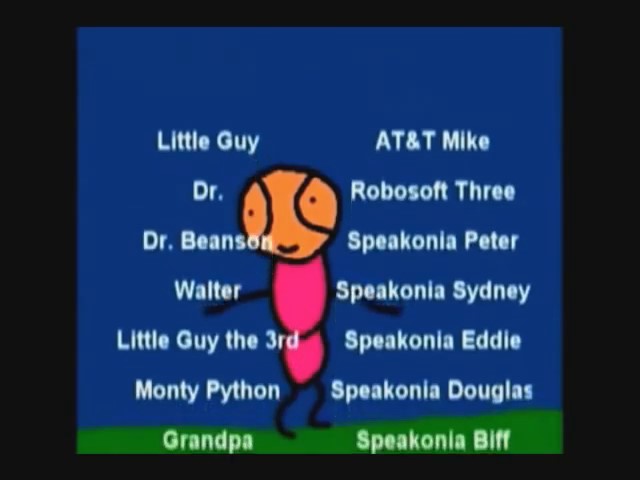 Little Guy AT&T Mike
Dr. Robosoft Three
Dr. Beanson Speakonia Peter
Walter Speakonia Sydney
Little Guy the 3rd Speakonia Eddie
Monty Python Speakonia Douglas
Grandpa Speakonia Biff